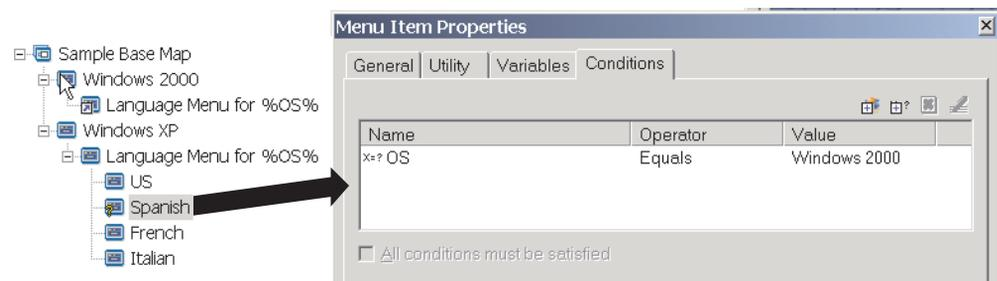 Menu Item Properties
Sample Base Map
Windows 2000
Language Menu for %OS%
Windows XP
Language Menu for %OS%
US
Spanish
French
Italian
General Utility Variables Conditions
Name Operator Value
x=? OS Equals Windows 2000
All conditions must be satisfied